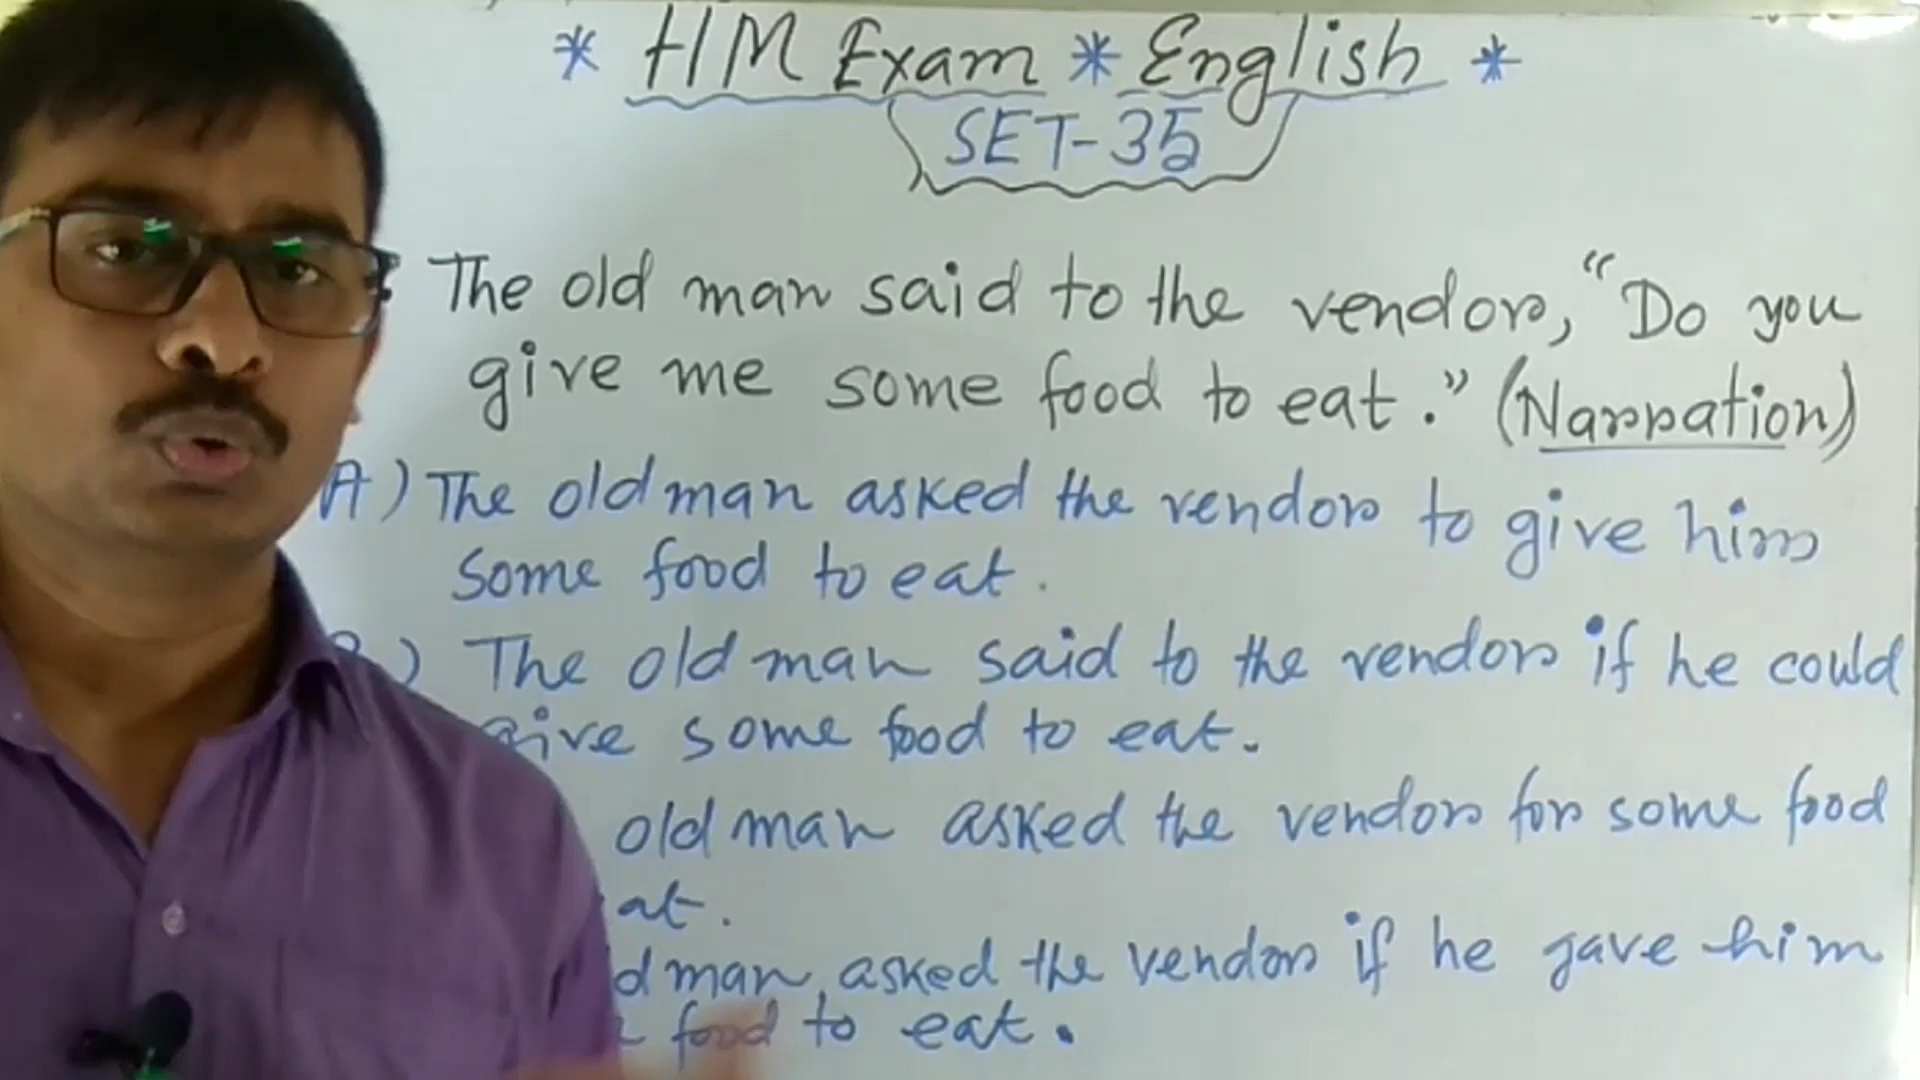 * HM Exam * English *
SET-35
The old man said to the vendor, "Do you
give me some food to eat." (Narration)
A) The old man asked the vendor to give him
some food to eat.
) The old man said to the vendor if he could
give some food to eat.
old man asked the vendor for some food
at.
d man asked the vendor if he gave him
food to eat.